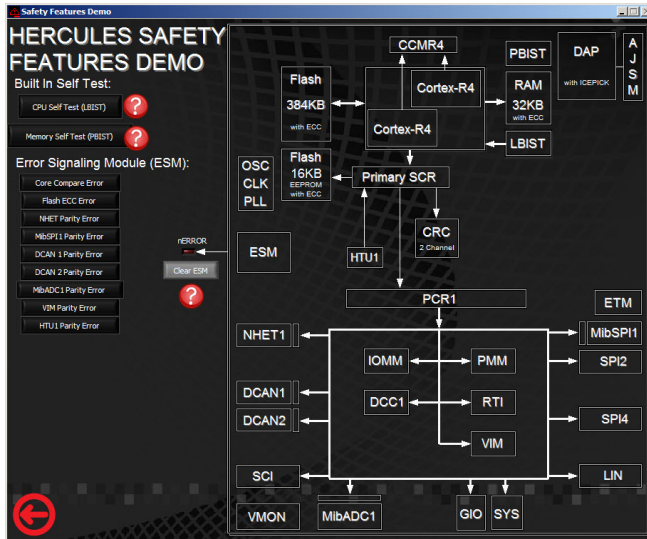 Safety Features Demo
HERCULES SAFETY
FEATURES DEMO
Built In Self Test:
CPU Self Test (LBIST)
?
Memory Self Test (PBIST)
?
Error Signaling Module (ESM):
Core Compare Error
Flash ECC Error
NHET Parity Error
MibSPI1 Parity Error
DCAN 1 Parity Error
DCAN 2 Parity Error
MibADC1 Parity Error
VIM Parity Error
HTU1 Parity Error
nERROR
Clear ESM
?
CCMR4
Flash
384KB
with ECC
Cortex-R4
Cortex-R4
PBIST
RAM
32KB
with ECC
LBIST
DAP
with ICEPICK
A
J
S
M
OSC
CLK
PLL
Flash
16KB
EEPROM
with ECC
Primary SCR
CRC
2 Channel
ESM
HTU1
PCR1
ETM
NHET1
MibSPI1
IOMM
PMM
SPI2
DCAN1
DCC1
RTI
DCAN2
SPI4
VIM
SCI
LIN
VMON
MibADC1
GIO
SYS